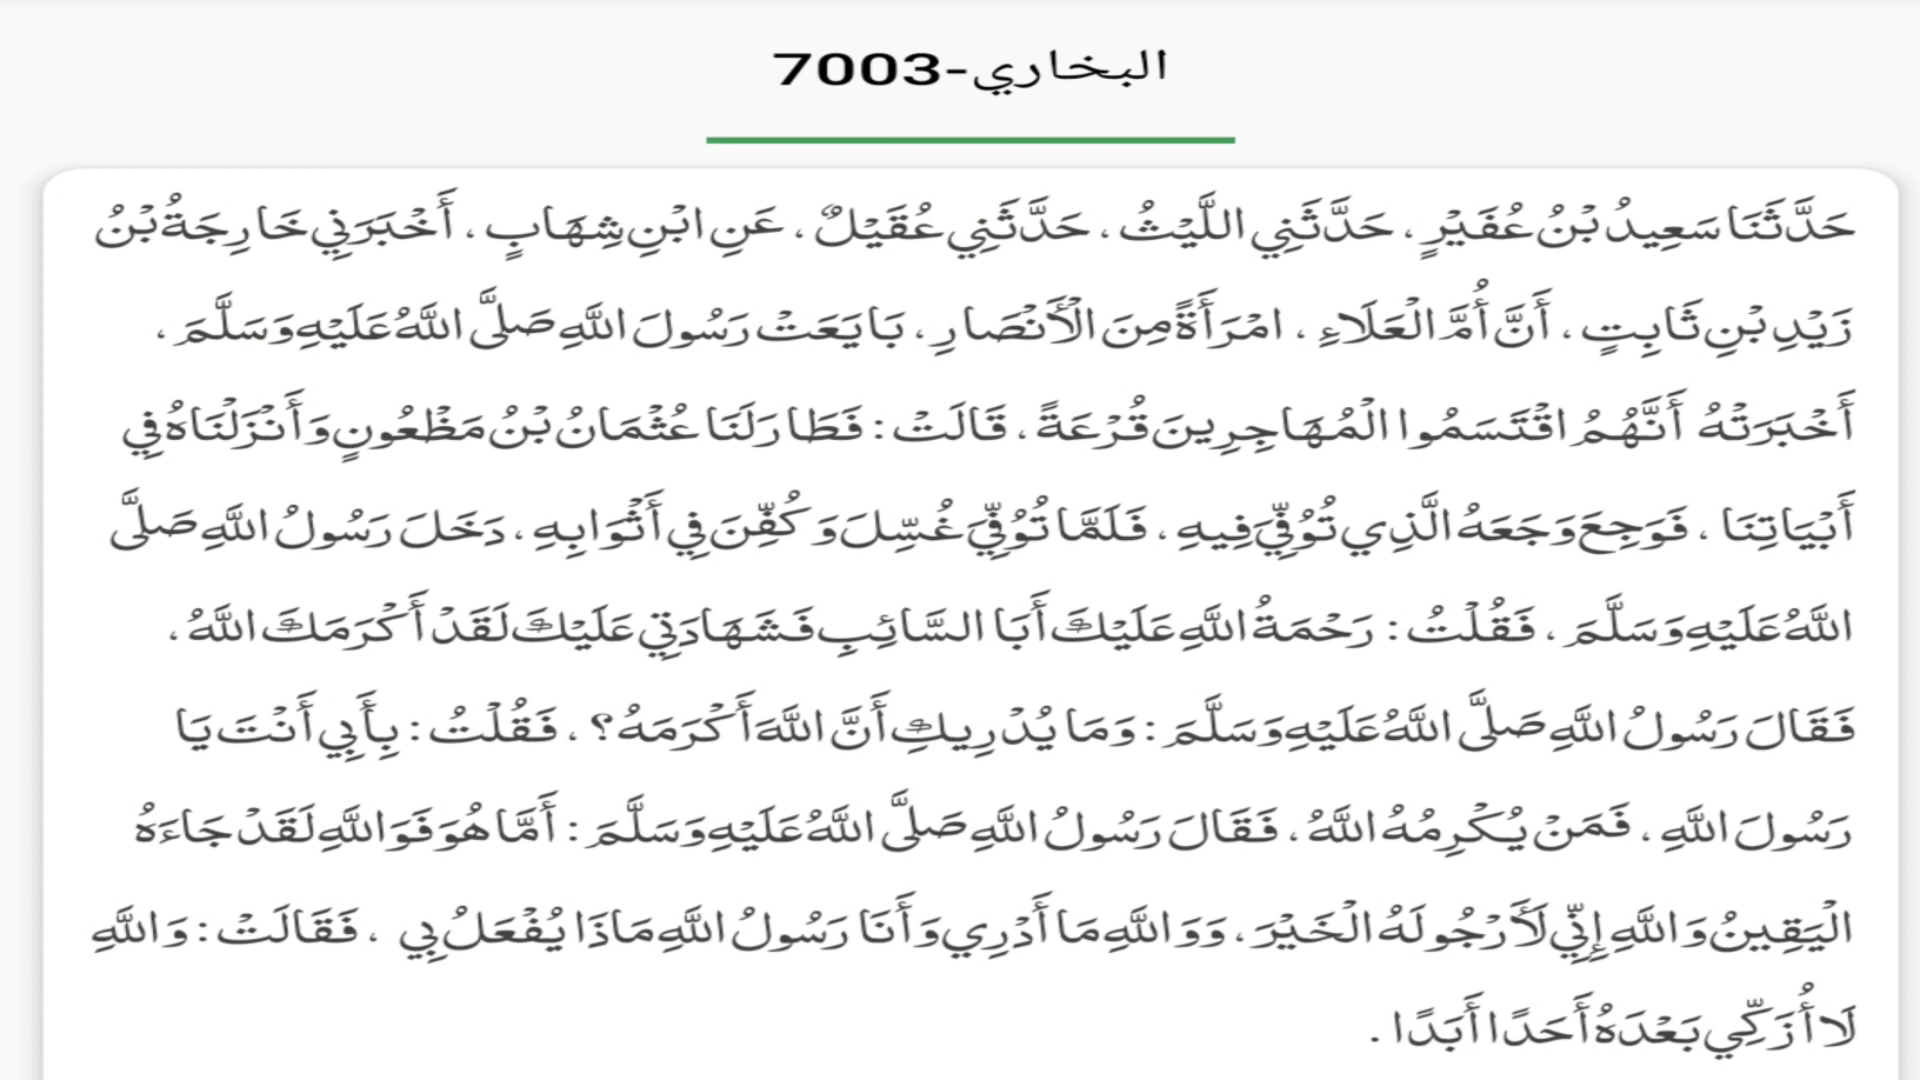 البخاري-7003
حَدَّثَنَا سَعِيدُ بْنُ عُفَيْرٍ ، حَدَّثَنِي اللَّيْثُ ، حَدَّثَنِي عُقَيْلٌ ، عَنِ ابْنِ شِهَابٍ ، أَخْبَرَنِي خَارِجَةُ بْنُ
زَيْدِ بْنِ ثَابِتٍ ، أَنَّ أُمَّ الْعَلَاءِ ، امْرَأَةً مِنَ الْأَنْصَارِ ، بَايَعَتْ رَسُولَ اللَّهِ صَلَّى اللَّهُ عَلَيْهِ وَسَلَّمَ ،
أَخْبَرَتْهُ أَنَّهُمُ اقْتَسَمُوا الْمُهَاجِرِينَ قُرْعَةً ، قَالَتْ : فَطَارَ لَنَا عُثْمَانُ بْنُ مَظْعُونٍ وَأَنْزَلْنَاهُ فِي
أَبْيَاتِنَا ، فَوَجِعَ وَجَعَهُ الَّذِي تُوُفِّيَ فِيهِ ، فَلَمَّا تُوُفِّيَ غُسِّلَ وَكُفِّنَ فِي أَثْوَابِهِ ، دَخَلَ رَسُولُ اللَّهِ صَلَّى
اللَّهُ عَلَيْهِ وَسَلَّمَ ، فَقُلْتُ : رَحْمَةُ اللَّهِ عَلَيْكَ أَبَا السَّائِبِ فَشَهَادَتِي عَلَيْكَ لَقَدْ أَكْرَمَكَ اللَّهُ ،
فَقَالَ رَسُولُ اللَّهِ صَلَّى اللَّهُ عَلَيْهِ وَسَلَّمَ : وَمَا يُدْرِيكِ أَنَّ اللَّهَ أَكْرَمَهُ ؟ ، فَقُلْتُ : بِأَبِي أَنْتَ يَا
رَسُولَ اللَّهِ ، فَمَنْ يُكْرِمُهُ اللَّهُ ، فَقَالَ رَسُولُ اللَّهِ صَلَّى اللَّهُ عَلَيْهِ وَسَلَّمَ : أَمَّا هُوَ فَوَاللَّهِ لَقَدْ جَاءَهُ
الْيَقِينُ وَاللَّهِ إِنِّي لَأَرْجُو لَهُ الْخَيْرَ ، وَوَاللَّهِ مَا أَدْرِي وَأَنَا رَسُولُ اللَّهِ مَاذَا يُفْعَلُ بِي ، فَقَالَتْ : وَاللَّهِ
لَا أُزَكِّي بَعْدَهُ أَحَدًا أَبَدًا .